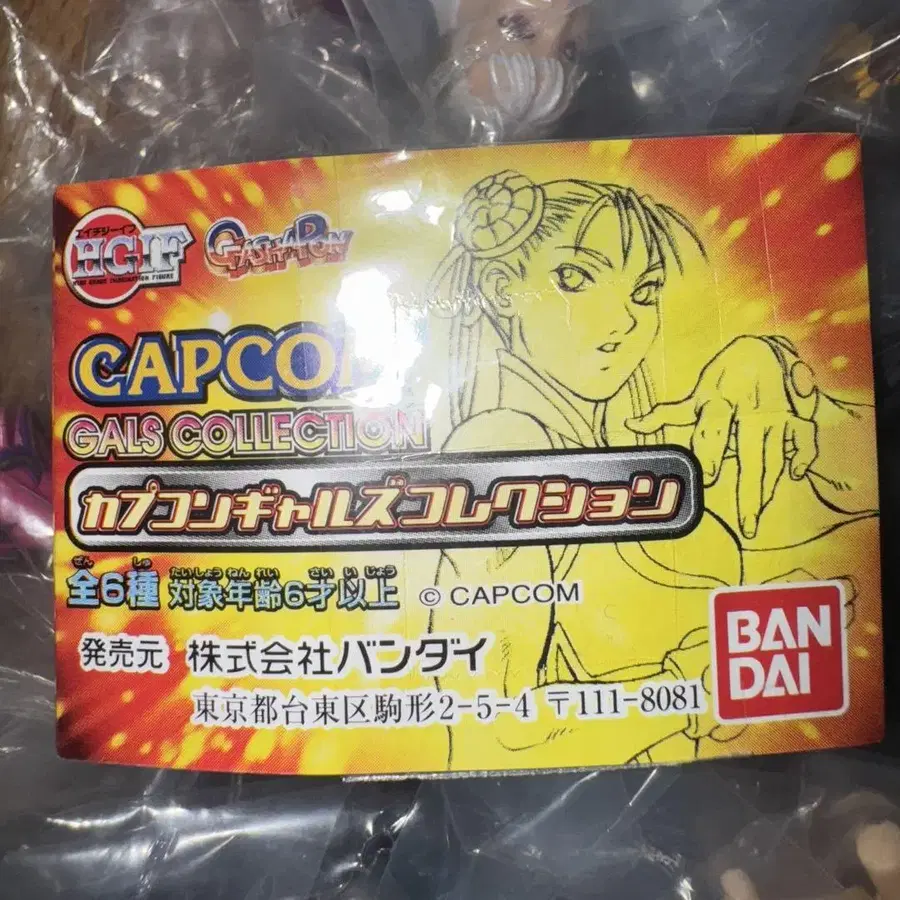 エイチジーイフ
HGIF
HIGH GRADE IMAGINATION FIGURE
GASHAPON
CAPCOM
GALS COLLECTION
カプコンギャルズコレクション
ぜん しゅ たいしょう ねん れい さい い じょう
全6種 対象年齢6才以上 © CAPCOM
発売元 株式会社バンダイ
東京都台東区駒形2-5-4 〒111-8081
BAN
DAI